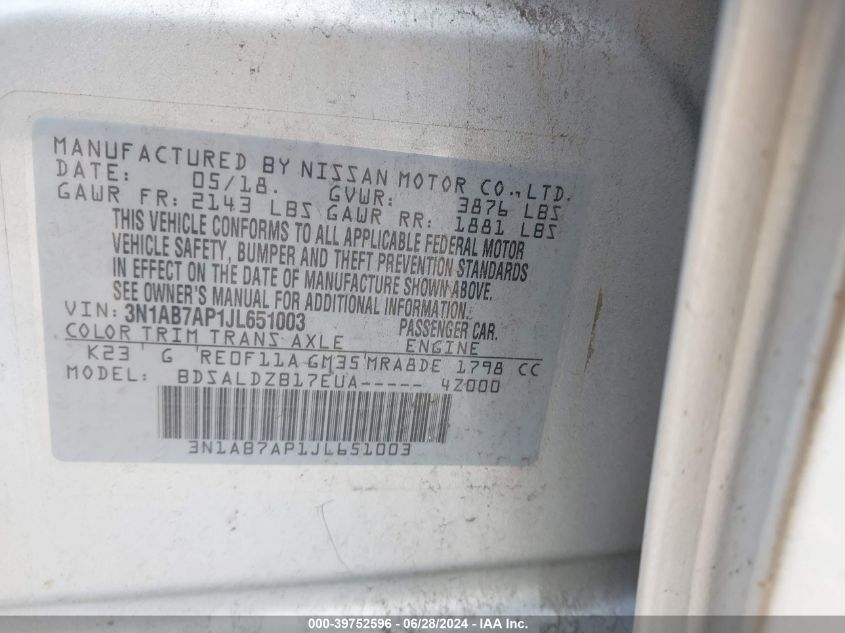 MANUFACTURED BY NISSAN MOTOR CO.,LTD.
DATE: 05/18. GVWR: 3876 LBS
GAWR FR: 2143 LBS GAWR RR: 1881 LBS
THIS VEHICLE CONFORMS TO ALL APPLICABLE FEDERAL MOTOR
VEHICLE SAFETY, BUMPER AND THEFT PREVENTION STANDARDS
IN EFFECT ON THE DATE OF MANUFACTURE SHOWN ABOVE.
SEE OWNER'S MANUAL FOR ADDITIONAL INFORMATION.
VIN: 3N1AB7AP1JL651003 PASSENGER CAR.
COLOR TRIM TRANS AXLE ENGINE
K23 G RE0F11A GM35 MRA8DE 1798 CC
MODEL: BDSALDZB17EUA----- 4Z000
3N1AB7AP1JL651003
000-39752596 - 06/28/2024 - IAAI.com